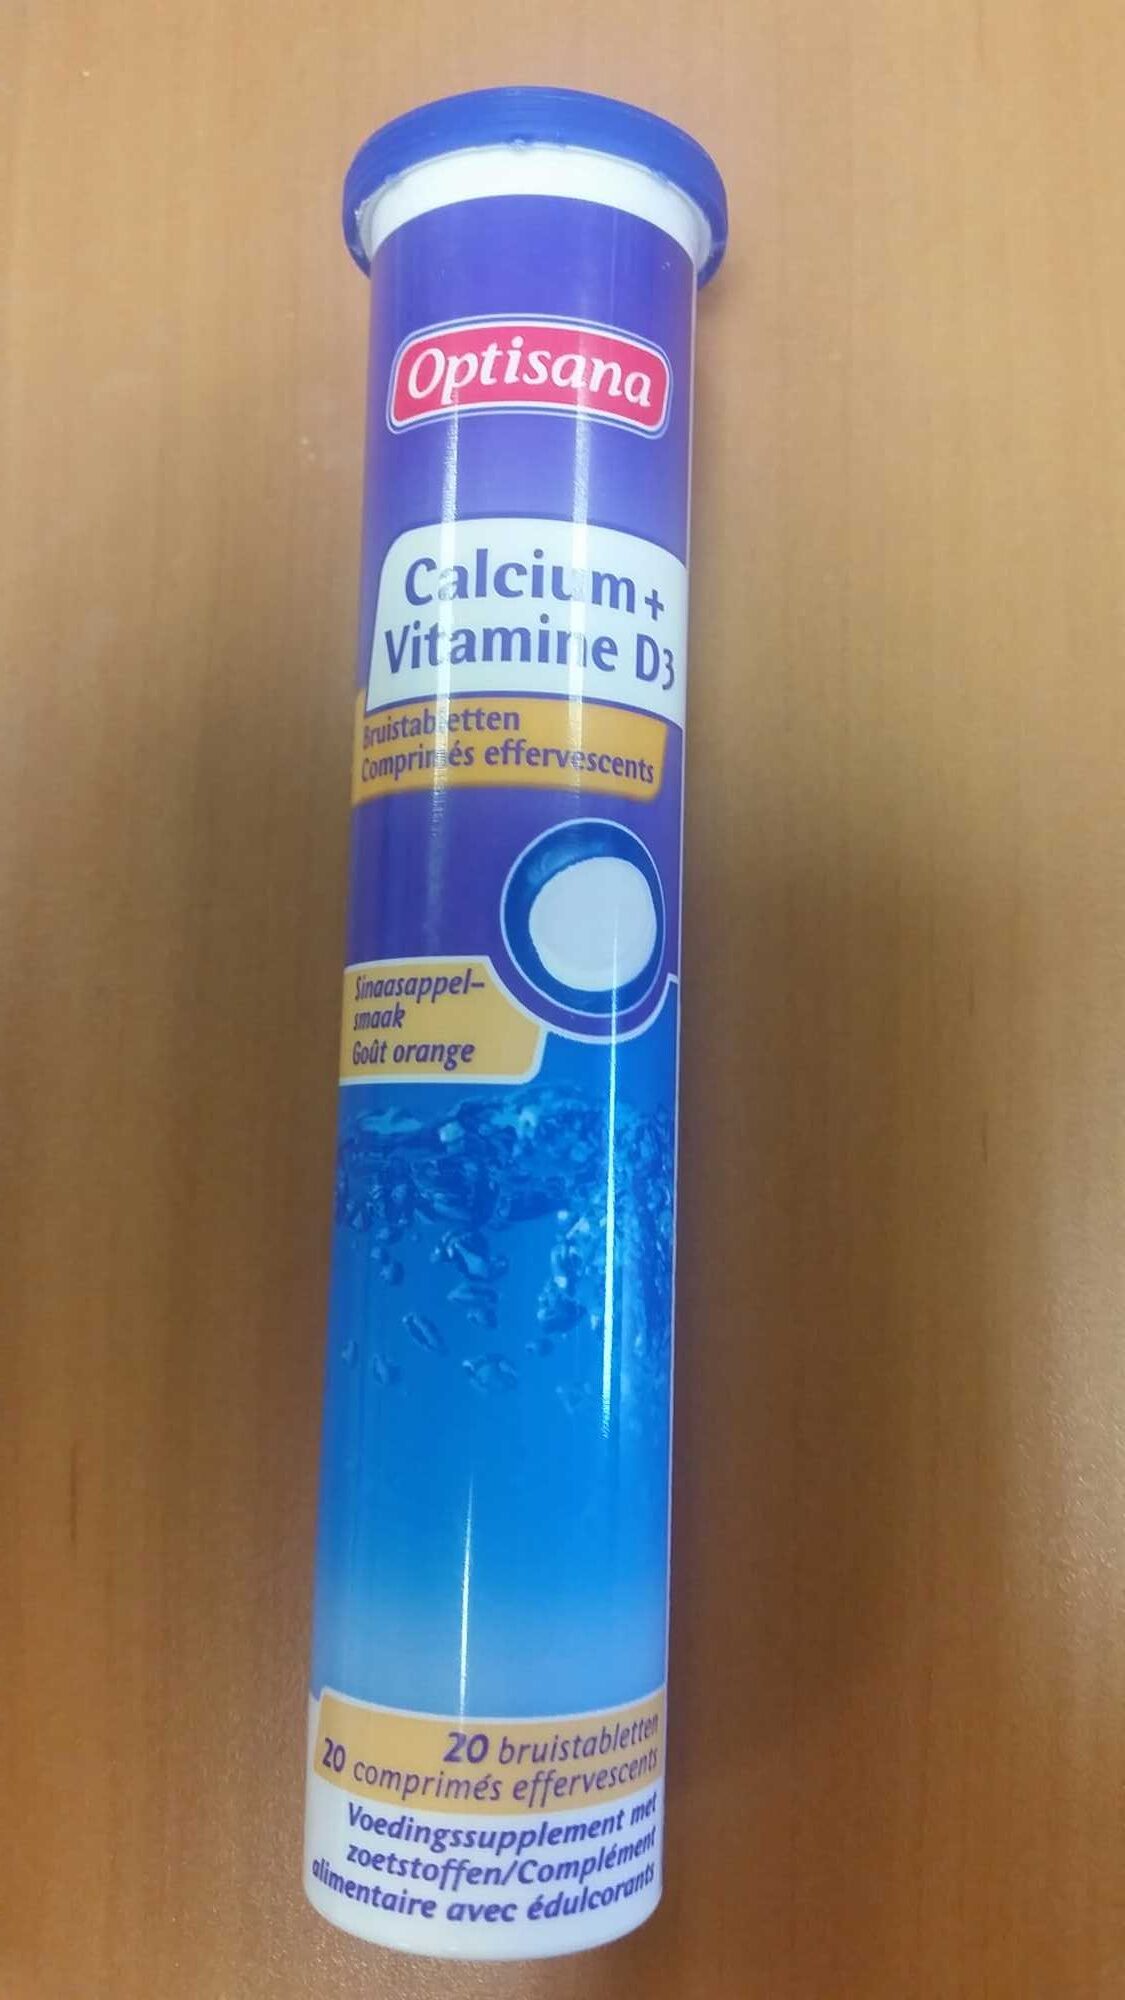 Optisana
Calcium+
Vitamine D3
Bruistabletten
Comprimés effervescents
Sinaasappel-
smaak
Goût orange
20 bruistabletten
20 comprimés effervescents
Voedingssupplement met
zoetstoffen/Complément
alimentaire avec édulcorants